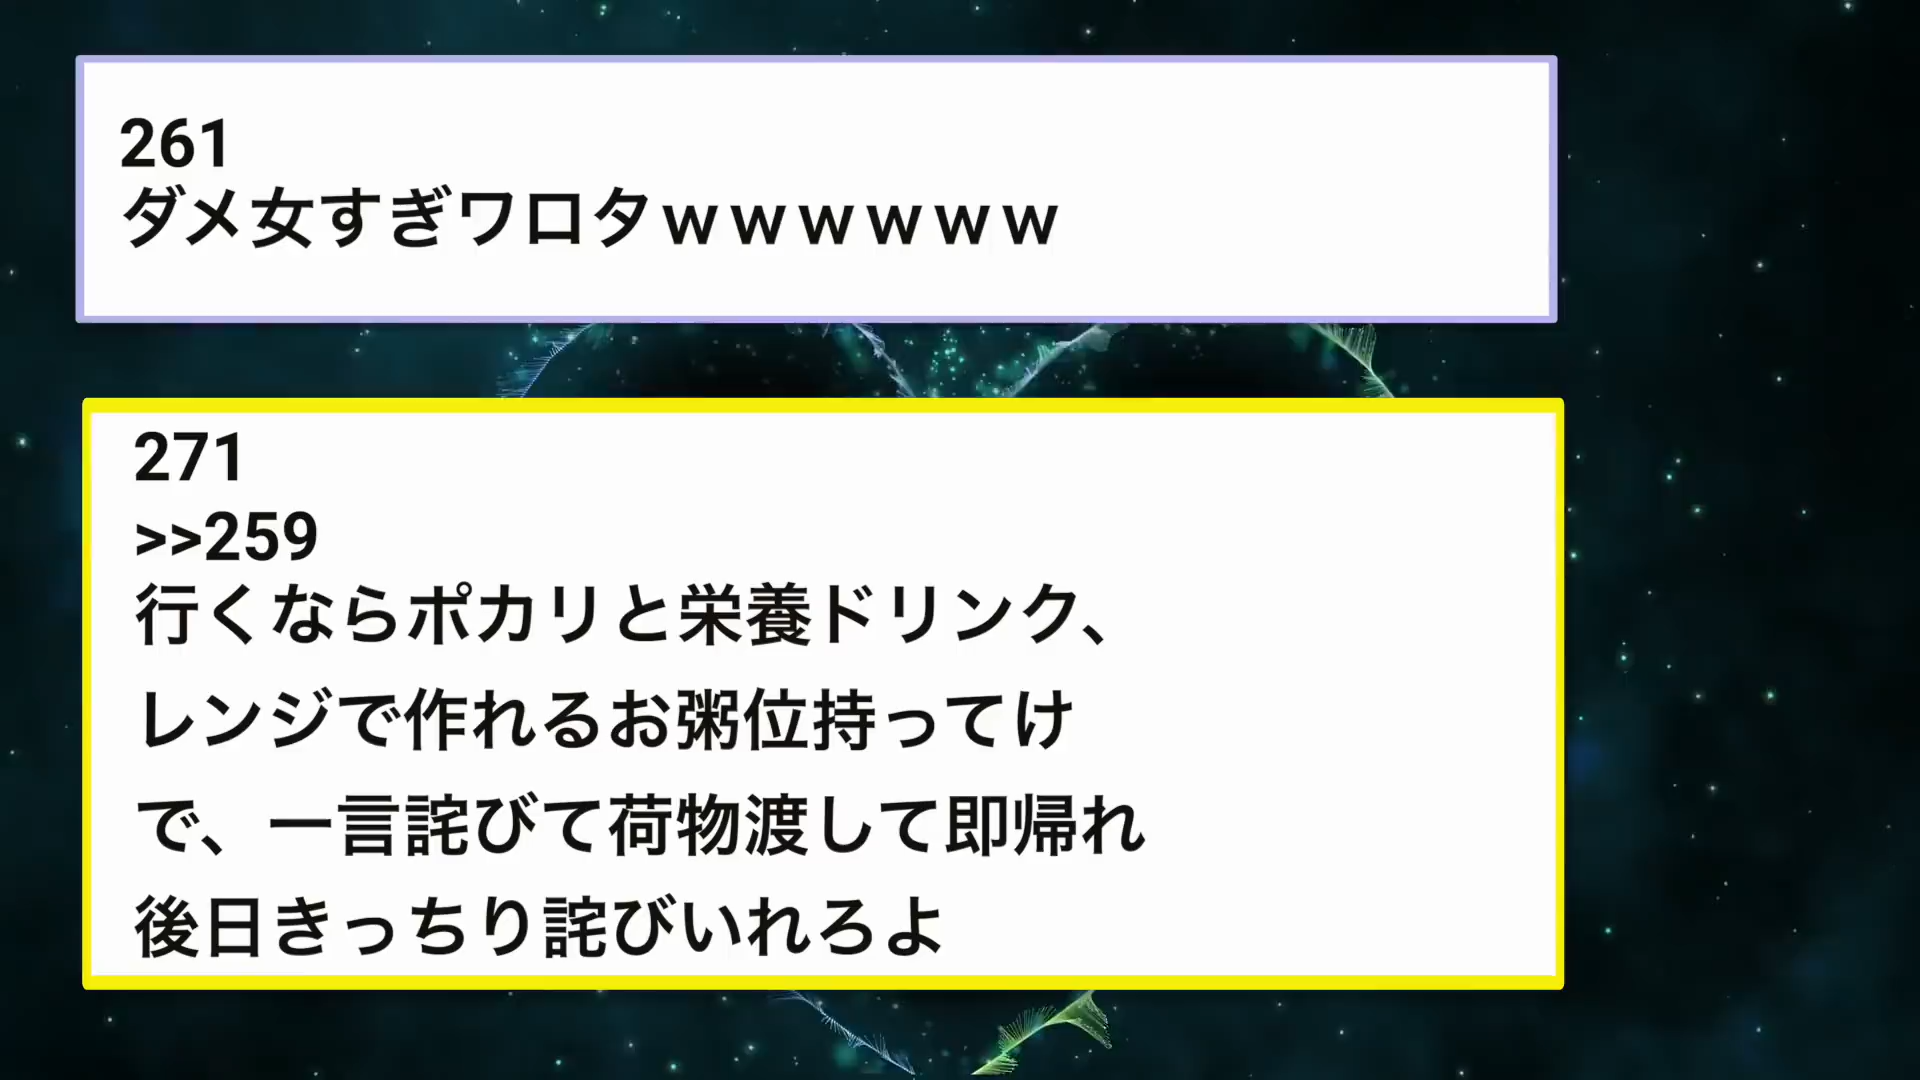 261
ダメ女すぎワロタｗｗｗｗｗｗ
271
>>259
行くならポカリと栄養ドリンク、
レンジで作れるお粥位持ってけ
で、一言詫びて荷物渡して即帰れ
後日きっちり詫びいれろよ